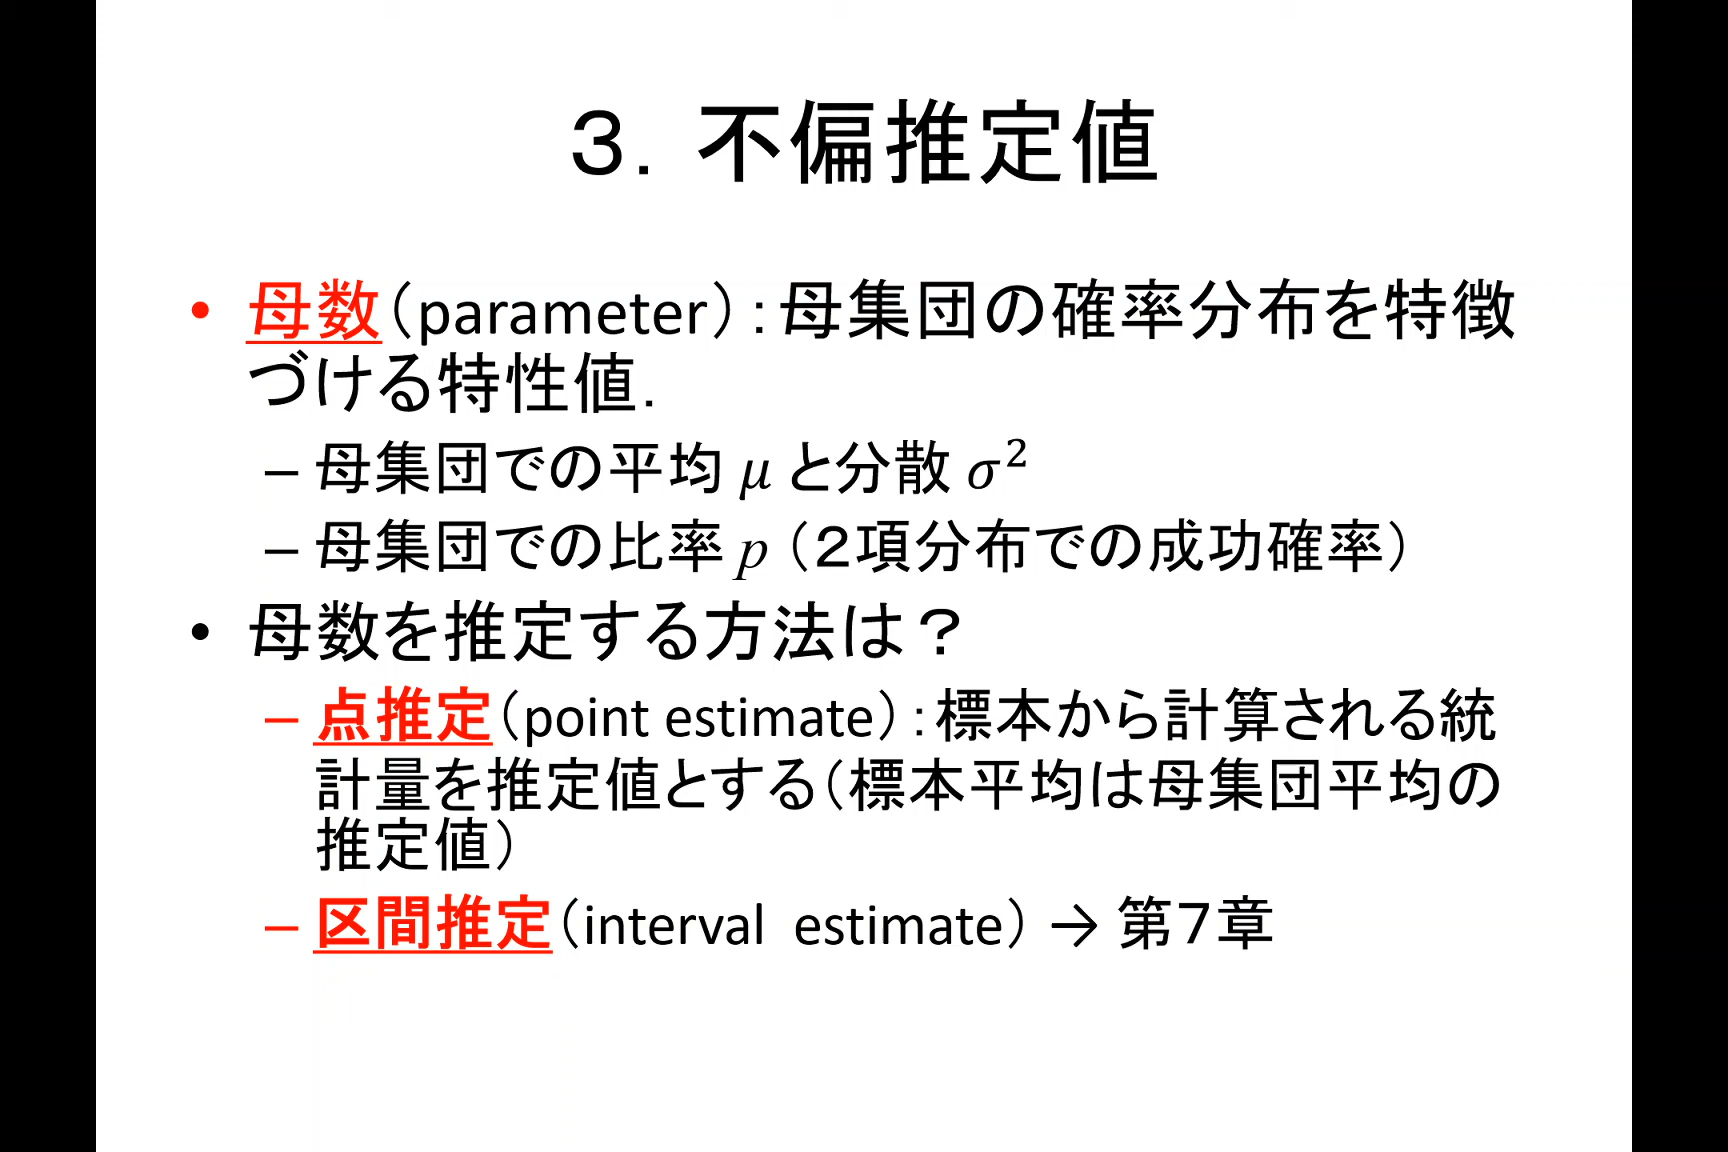 ３．不偏推定値
• 母数（parameter）：母集団の確率分布を特徴
づける特性値．
– 母集団での平均 μ と分散 σ²
– 母集団での比率 p （２項分布での成功確率）
• 母数を推定する方法は？
– 点推定（point estimate）：標本から計算される統
計量を推定値とする（標本平均は母集団平均の
推定値）
– 区間推定（interval estimate）→ 第７章